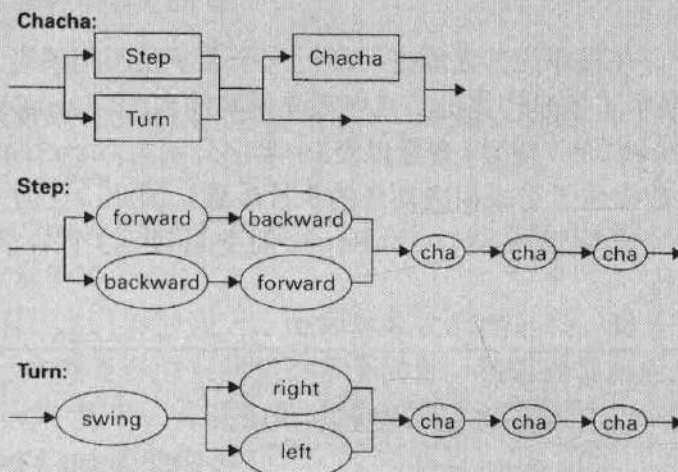 Chacha:
Step
Chacha
Turn
Step:
forward backward
cha cha cha
backward forward
Turn:
right
swing cha cha cha
left